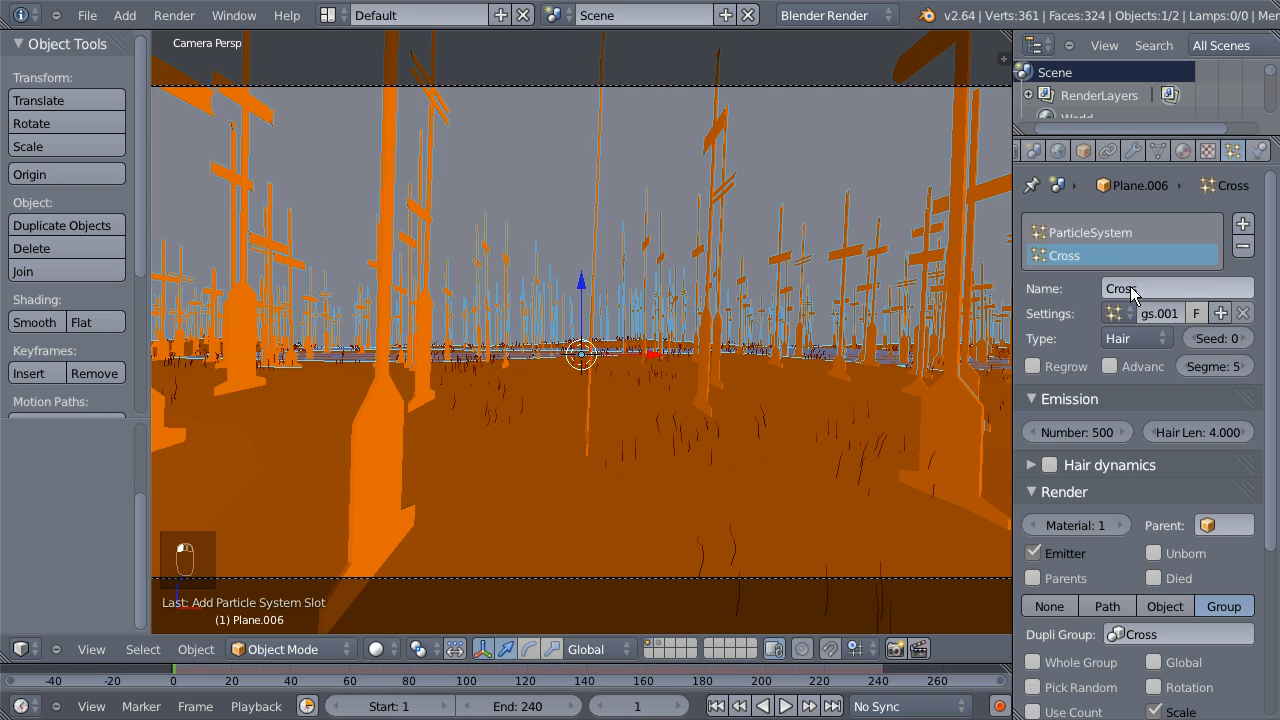 File Add Render Window Help Default Scene Blender Render v2.64 | Verts:361 | Faces:324 | Objects:1/2 | Lamps:0/0 | Mem
Object Tools
Transform:
Translate
Rotate
Scale
Origin
Object:
Duplicate Objects
Delete
Join
Shading:
Smooth Flat
Keyframes:
Insert Remove
Motion Paths:
Camera Persp
Last: Add Particle System Slot
(1) Plane.006
View Search All Scenes
Scene
RenderLayers
World
Plane.006 Cross
ParticleSystem
Cross
Name: Cross
Settings: gs.001 F
Type: Hair Seed: 0
Regrow Advanc Segme: 5
Emission
Number: 500 Hair Len: 4.000
Hair dynamics
Render
Material: 1 Parent:
Emitter Unborn
Parents Died
None Path Object Group
Dupli Group: Cross
Whole Group Global
Pick Random Rotation
Use Count Scale
View Select Object Object Mode Global
-40 -20 0 20 40 60 80 100 120 140 160 180 200 220 240 260
View Marker Frame Playback Start: 1 End: 240 1 No Sync